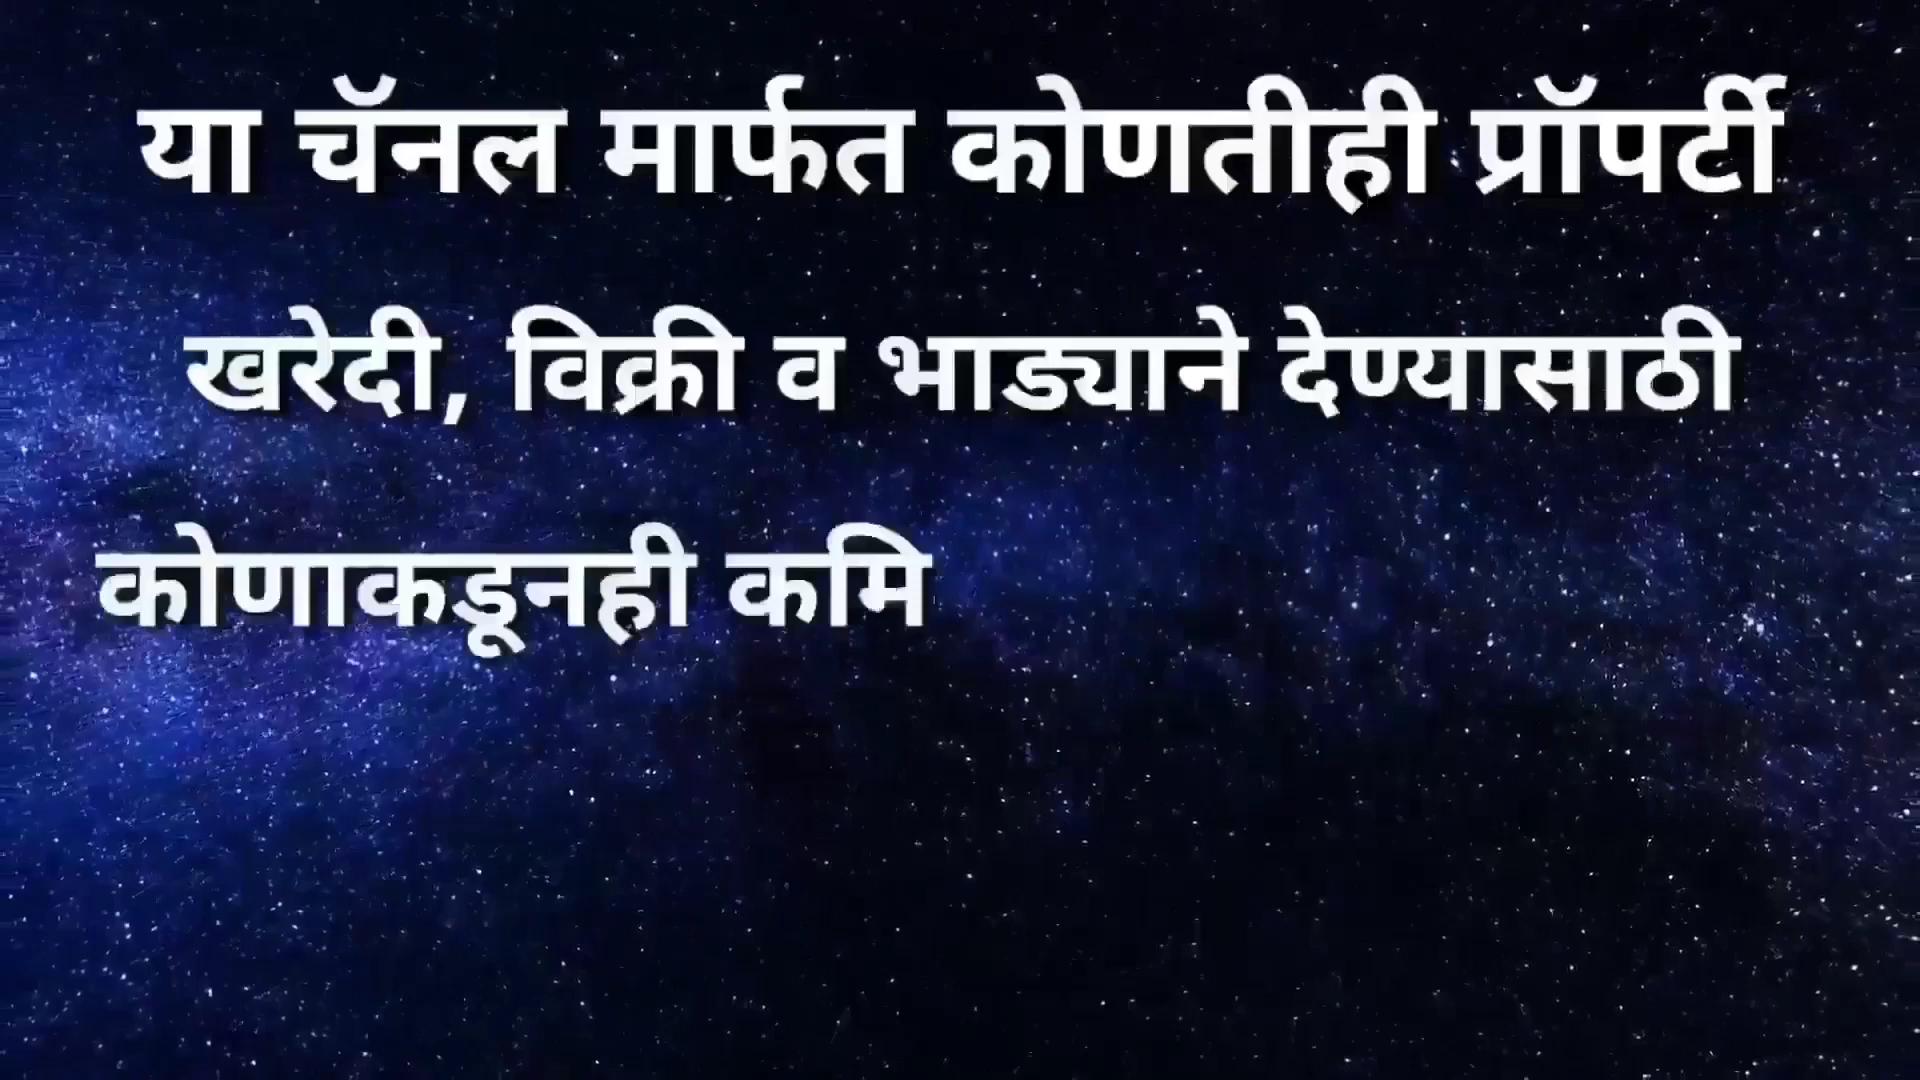 या चॅनल मार्फत कोणतीही प्रॉपर्टी
खरेदी, विक्री व भाड्याने देण्यासाठी
कोणाकडूनही कमि